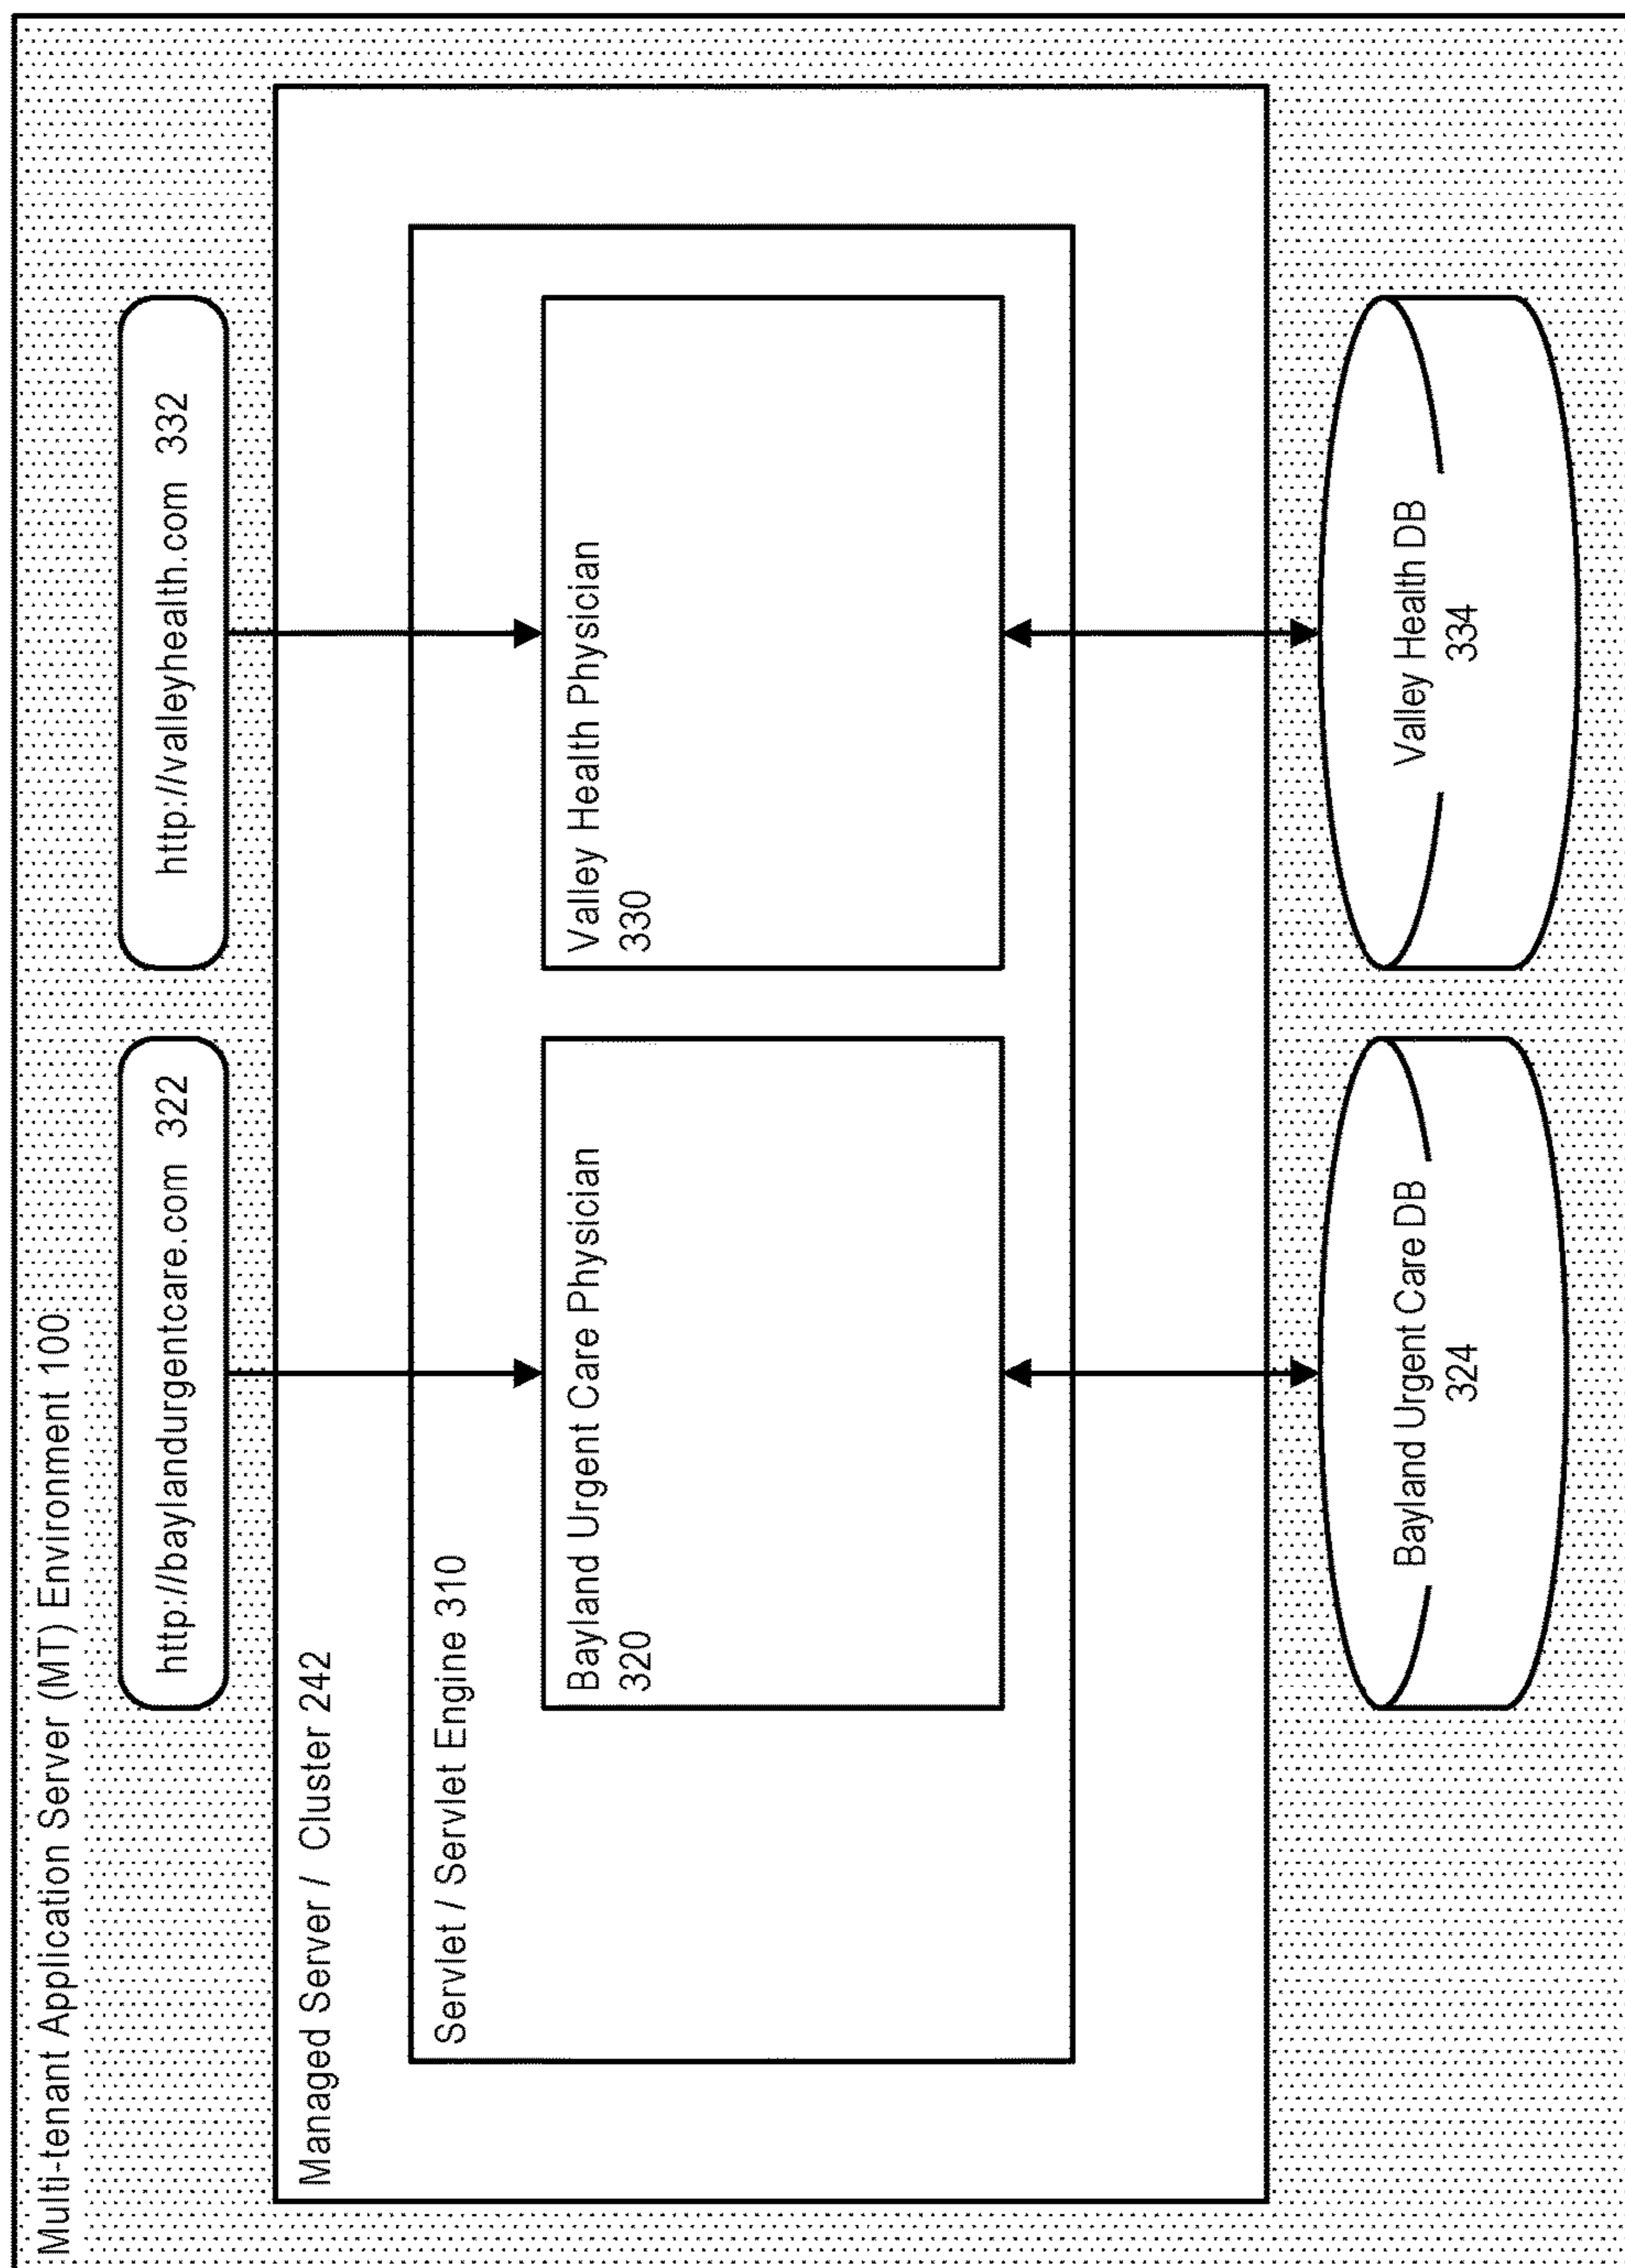 Multi-tenant Application Server (MT) Environment 100
http://baylandurgentcare.com 322
http://valleyhealth.com 332
Managed Server / Cluster 242
Servlet / Servlet Engine 310
Bayland Urgent Care Physician
320
Valley Health Physician
330
Bayland Urgent Care DB
324
Valley Health DB
334